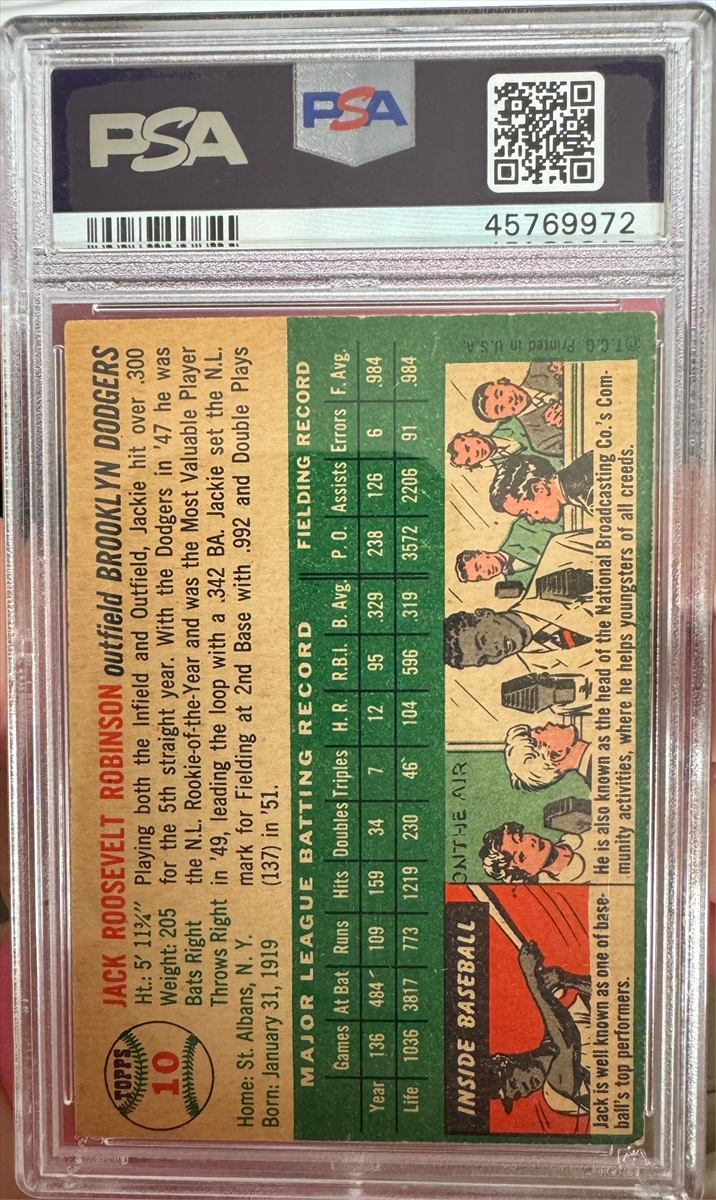 PSA
PSA
45769972
TOPPS
10
JACK ROOSEVELT ROBINSON outfield BROOKLYN DODGERS
Ht.: 5' 11¾" Playing both the Infield and Outfield, Jackie hit over .300
Weight: 205 for the 5th straight year. With the Dodgers in '47 he was
Bats Right the N.L. Rookie-of-the-Year and was the Most Valuable Player
Throws Right in '49, leading the loop with a .342 BA. Jackie set the N.L.
Home: St. Albans, N. Y. mark for Fielding at 2nd Base with .992 and Double Plays
Born: January 31, 1919 (137) in '51.
MAJOR LEAGUE BATTING RECORD FIELDING RECORD
Games At Bat Runs Hits Doubles Triples H. R. R.B.I. B. Avg. P. O. Assists Errors F. Avg.
Year 136 484 109 159 34 7 12 95 .329 238 126 6 .984
Life 1036 3817 773 1219 230 46 104 596 .319 3572 2206 91 .984
INSIDE BASEBALL
ON THE AIR
Jack is well known as one of base-
ball's top performers.
He is also known as the head of the National Broadcasting Co.'s Com-
munity activities, where he helps youngsters of all creeds.
©T.C.G. Printed in U.S.A.